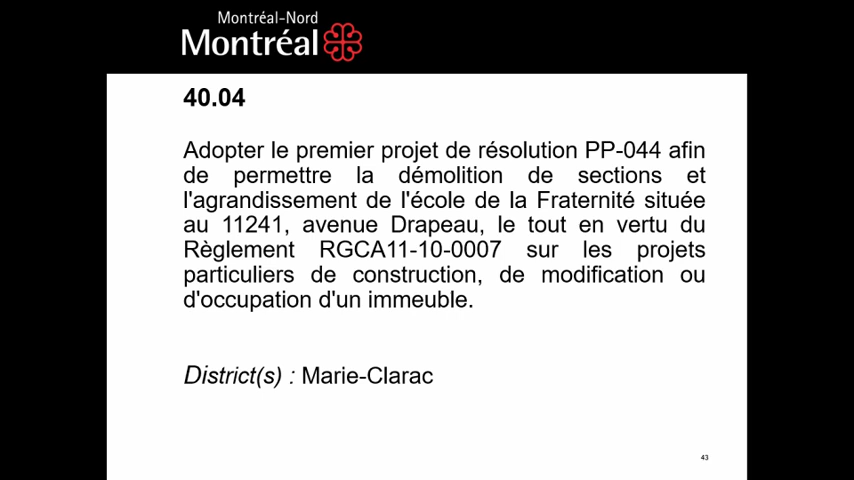 Montréal-Nord
Montréal
40.04
Adopter le premier projet de résolution PP-044 afin
de permettre la démolition de sections et
l'agrandissement de l'école de la Fraternité située
au 11241, avenue Drapeau, le tout en vertu du
Règlement RGCA11-10-0007 sur les projets
particuliers de construction, de modification ou
d'occupation d'un immeuble.
District(s) : Marie-Clarac
43